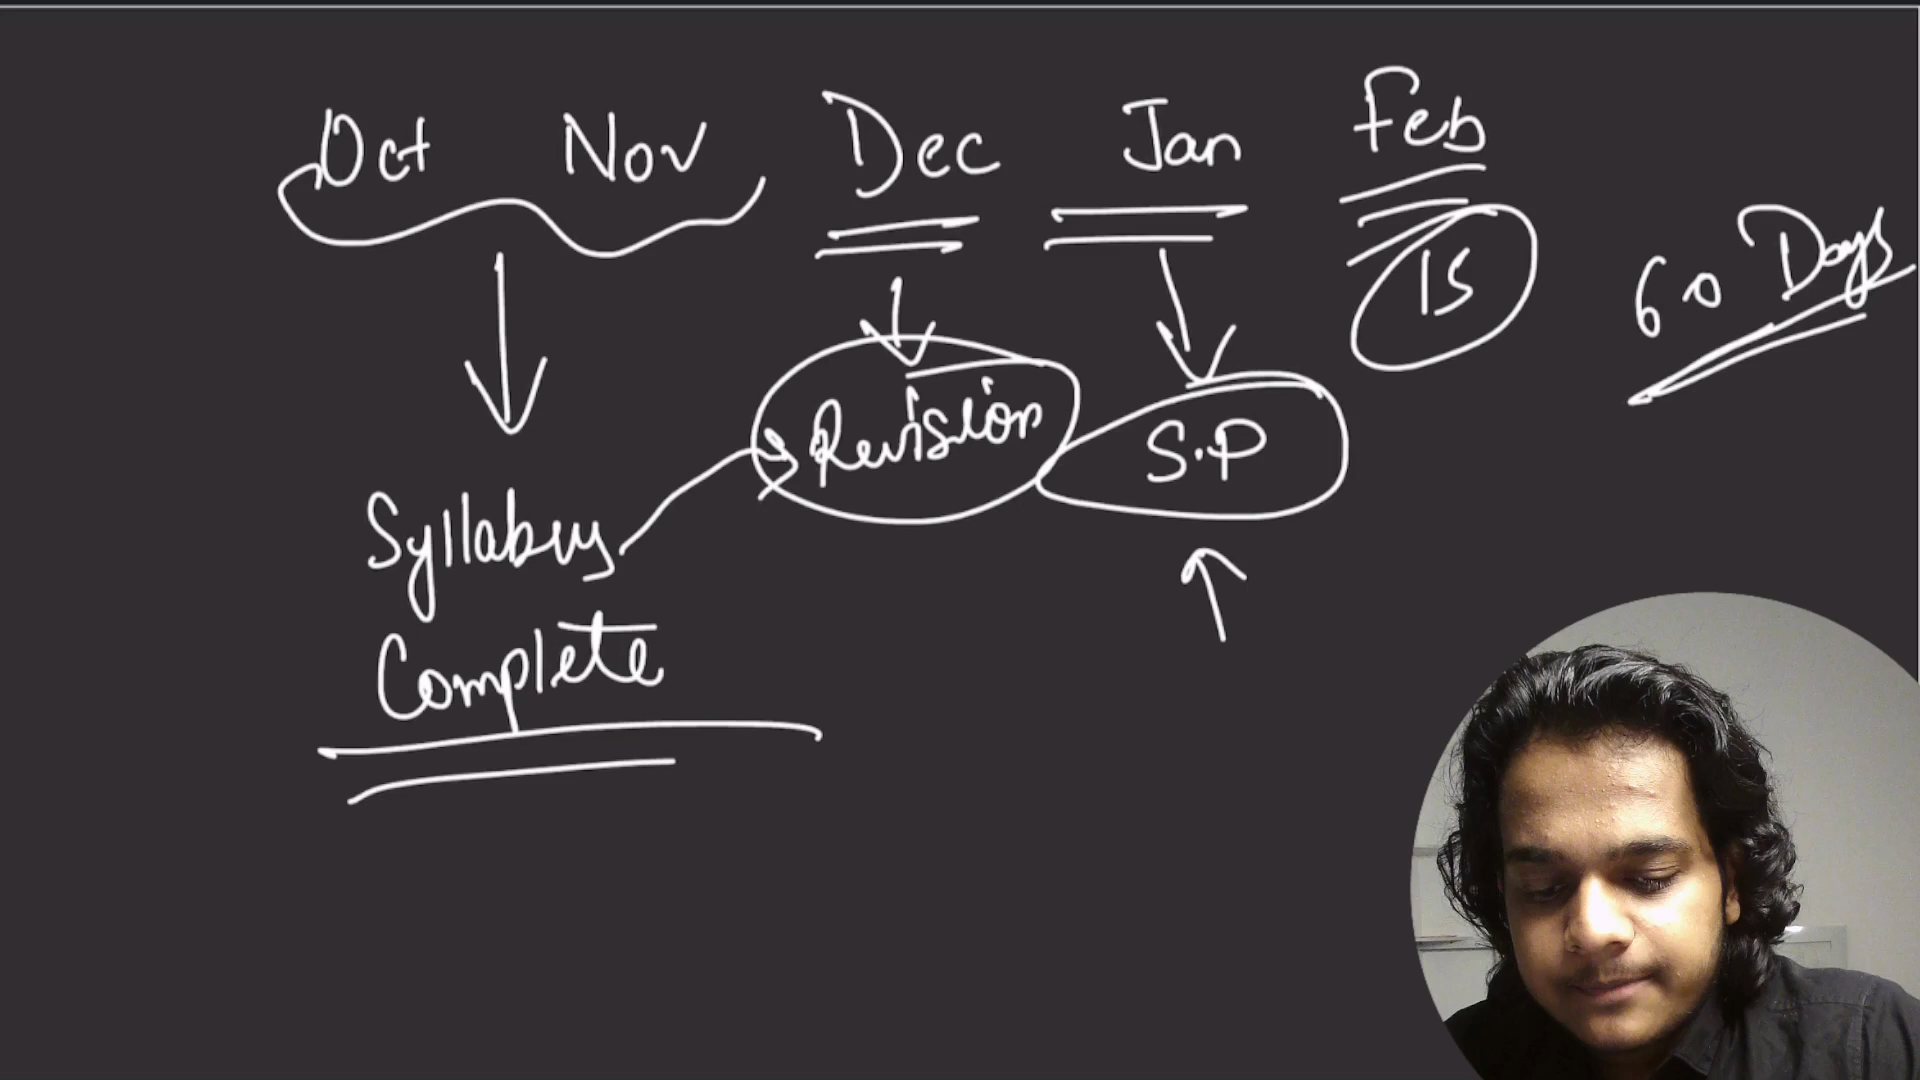 Oct Nov Dec Jan Feb
15
60 Days
Revision
S.P
Syllabus
Complete